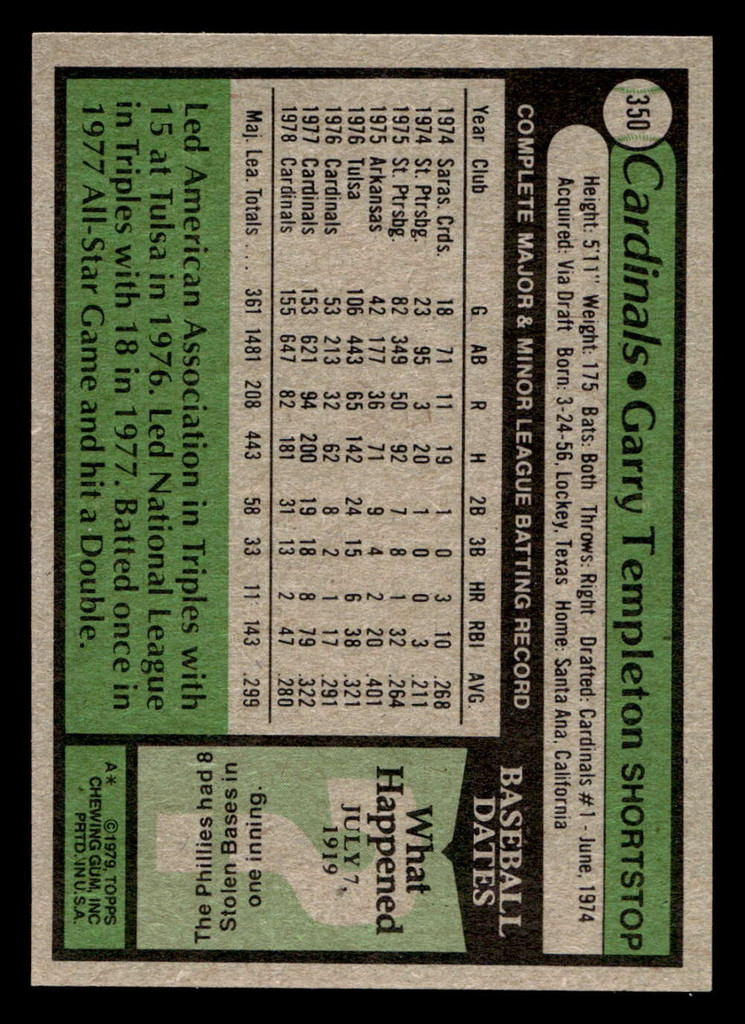 350
Cardinals • Garry Templeton SHORTSTOP
Height: 5'11" Weight: 175 Bats: Both Throws: Right Drafted: Cardinals #1 - June, 1974
Acquired: Via Draft Born: 3-24-56, Lockey, Texas Home: Santa Ana, California
COMPLETE MAJOR & MINOR LEAGUE BATTING RECORD
Year Club G AB R H 2B 3B HR RBI AVG.
1974 Saras. Crds. 18 71 11 19 1 0 3 10 .268
1974 St. Ptrsbg. 23 95 3 20 1 0 0 3 .211
1975 St. Ptrsbg. 82 349 50 92 7 8 1 32 .264
1975 Arkansas 42 177 36 71 9 4 2 20 .401
1976 Tulsa 106 443 65 142 24 15 6 38 .321
1976 Cardinals 53 213 32 62 8 2 1 17 .291
1977 Cardinals 153 621 94 200 19 18 8 79 .322
1978 Cardinals 155 647 82 181 31 13 2 47 .280
Maj. Lea. Totals . . . 361 1481 208 443 58 33 11 143 .299
Led American Association in Triples with
15 at Tulsa in 1976. Led National League
in Triples with 18 in 1977. Batted once in
1977 All-Star Game and hit a Double.
BASEBALL
DATES
What
Happened
JULY 7,
1919
The Phillies had 8
Stolen Bases in
one inning.
A* ©1979, TOPPS
CHEWING GUM, INC
PRTD. IN U.S.A.